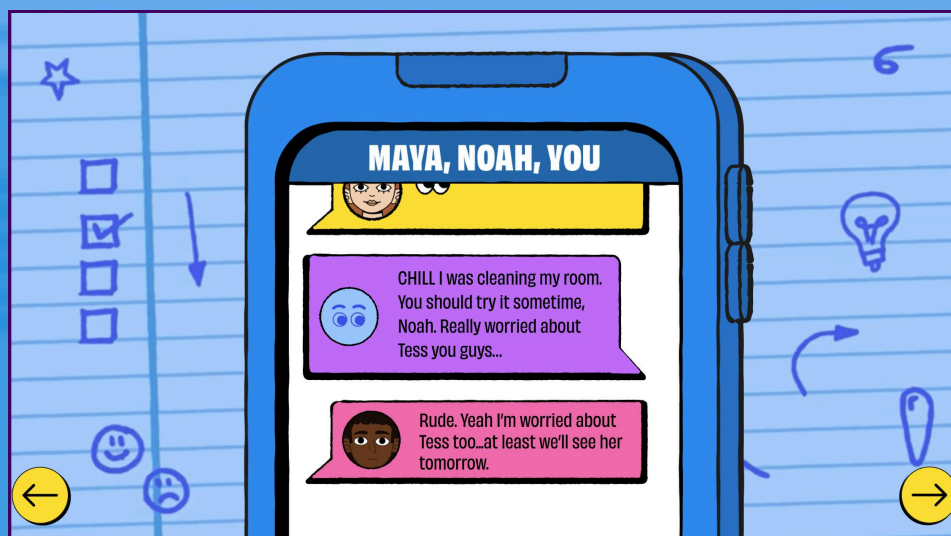 MAYA, NOAH, YOU
CHILL I was cleaning my room.
You should try it sometime,
Noah. Really worried about
Tess you guys...
Rude. Yeah I'm worried about
Tess too...at least we'll see her
tomorrow.